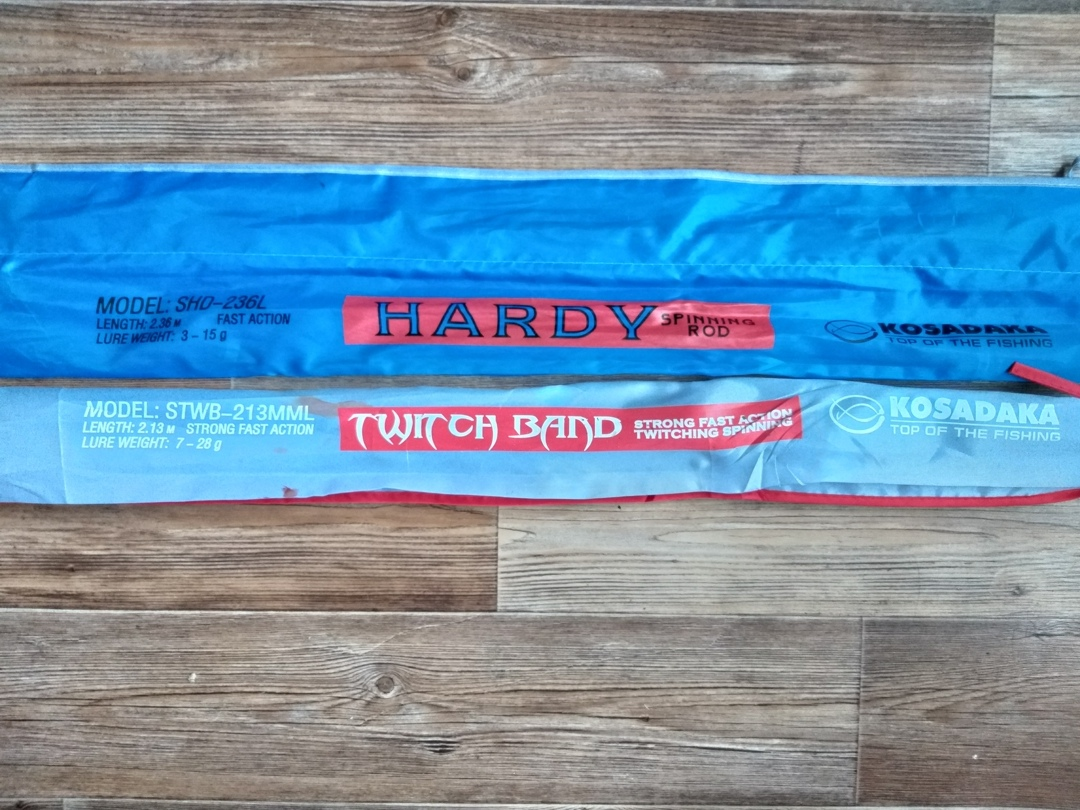 MODEL: SHD-236L
LENGTH: 2.36 M FAST ACTION
LURE WEIGHT: 3 – 15 g
HARDY SPINNING ROD
KOSADAKA
TOP OF THE FISHING
MODEL: STWB-213MML
LENGTH: 2.13 M STRONG FAST ACTION
LURE WEIGHT: 7 – 28 g
TWITCH BAND
STRONG FAST ACTION
TWITCHING SPINNING
KOSADAKA
TOP OF THE FISHING